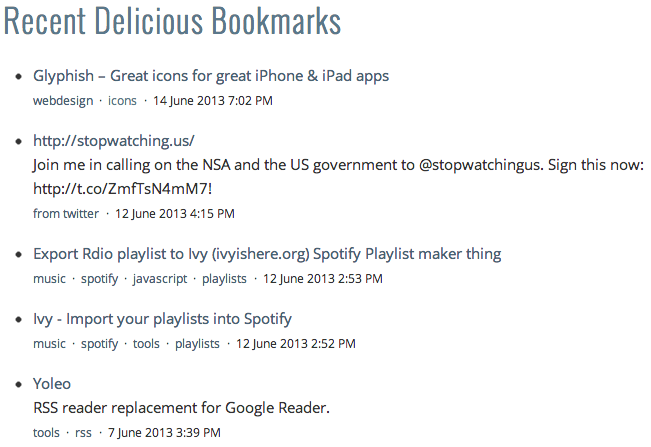 Recent Delicious Bookmarks
Glyphish – Great icons for great iPhone & iPad apps
webdesign · icons · 14 June 2013 7:02 PM
http://stopwatching.us/
Join me in calling on the NSA and the US government to @stopwatchingus. Sign this now:
http://t.co/ZmfTsN4mM7!
from twitter · 12 June 2013 4:15 PM
Export Rdio playlist to Ivy (ivyishere.org) Spotify Playlist maker thing
music · spotify · javascript · playlists · 12 June 2013 2:53 PM
Ivy - Import your playlists into Spotify
music · spotify · tools · playlists · 12 June 2013 2:52 PM
Yoleo
RSS reader replacement for Google Reader.
tools · rss · 7 June 2013 3:39 PM